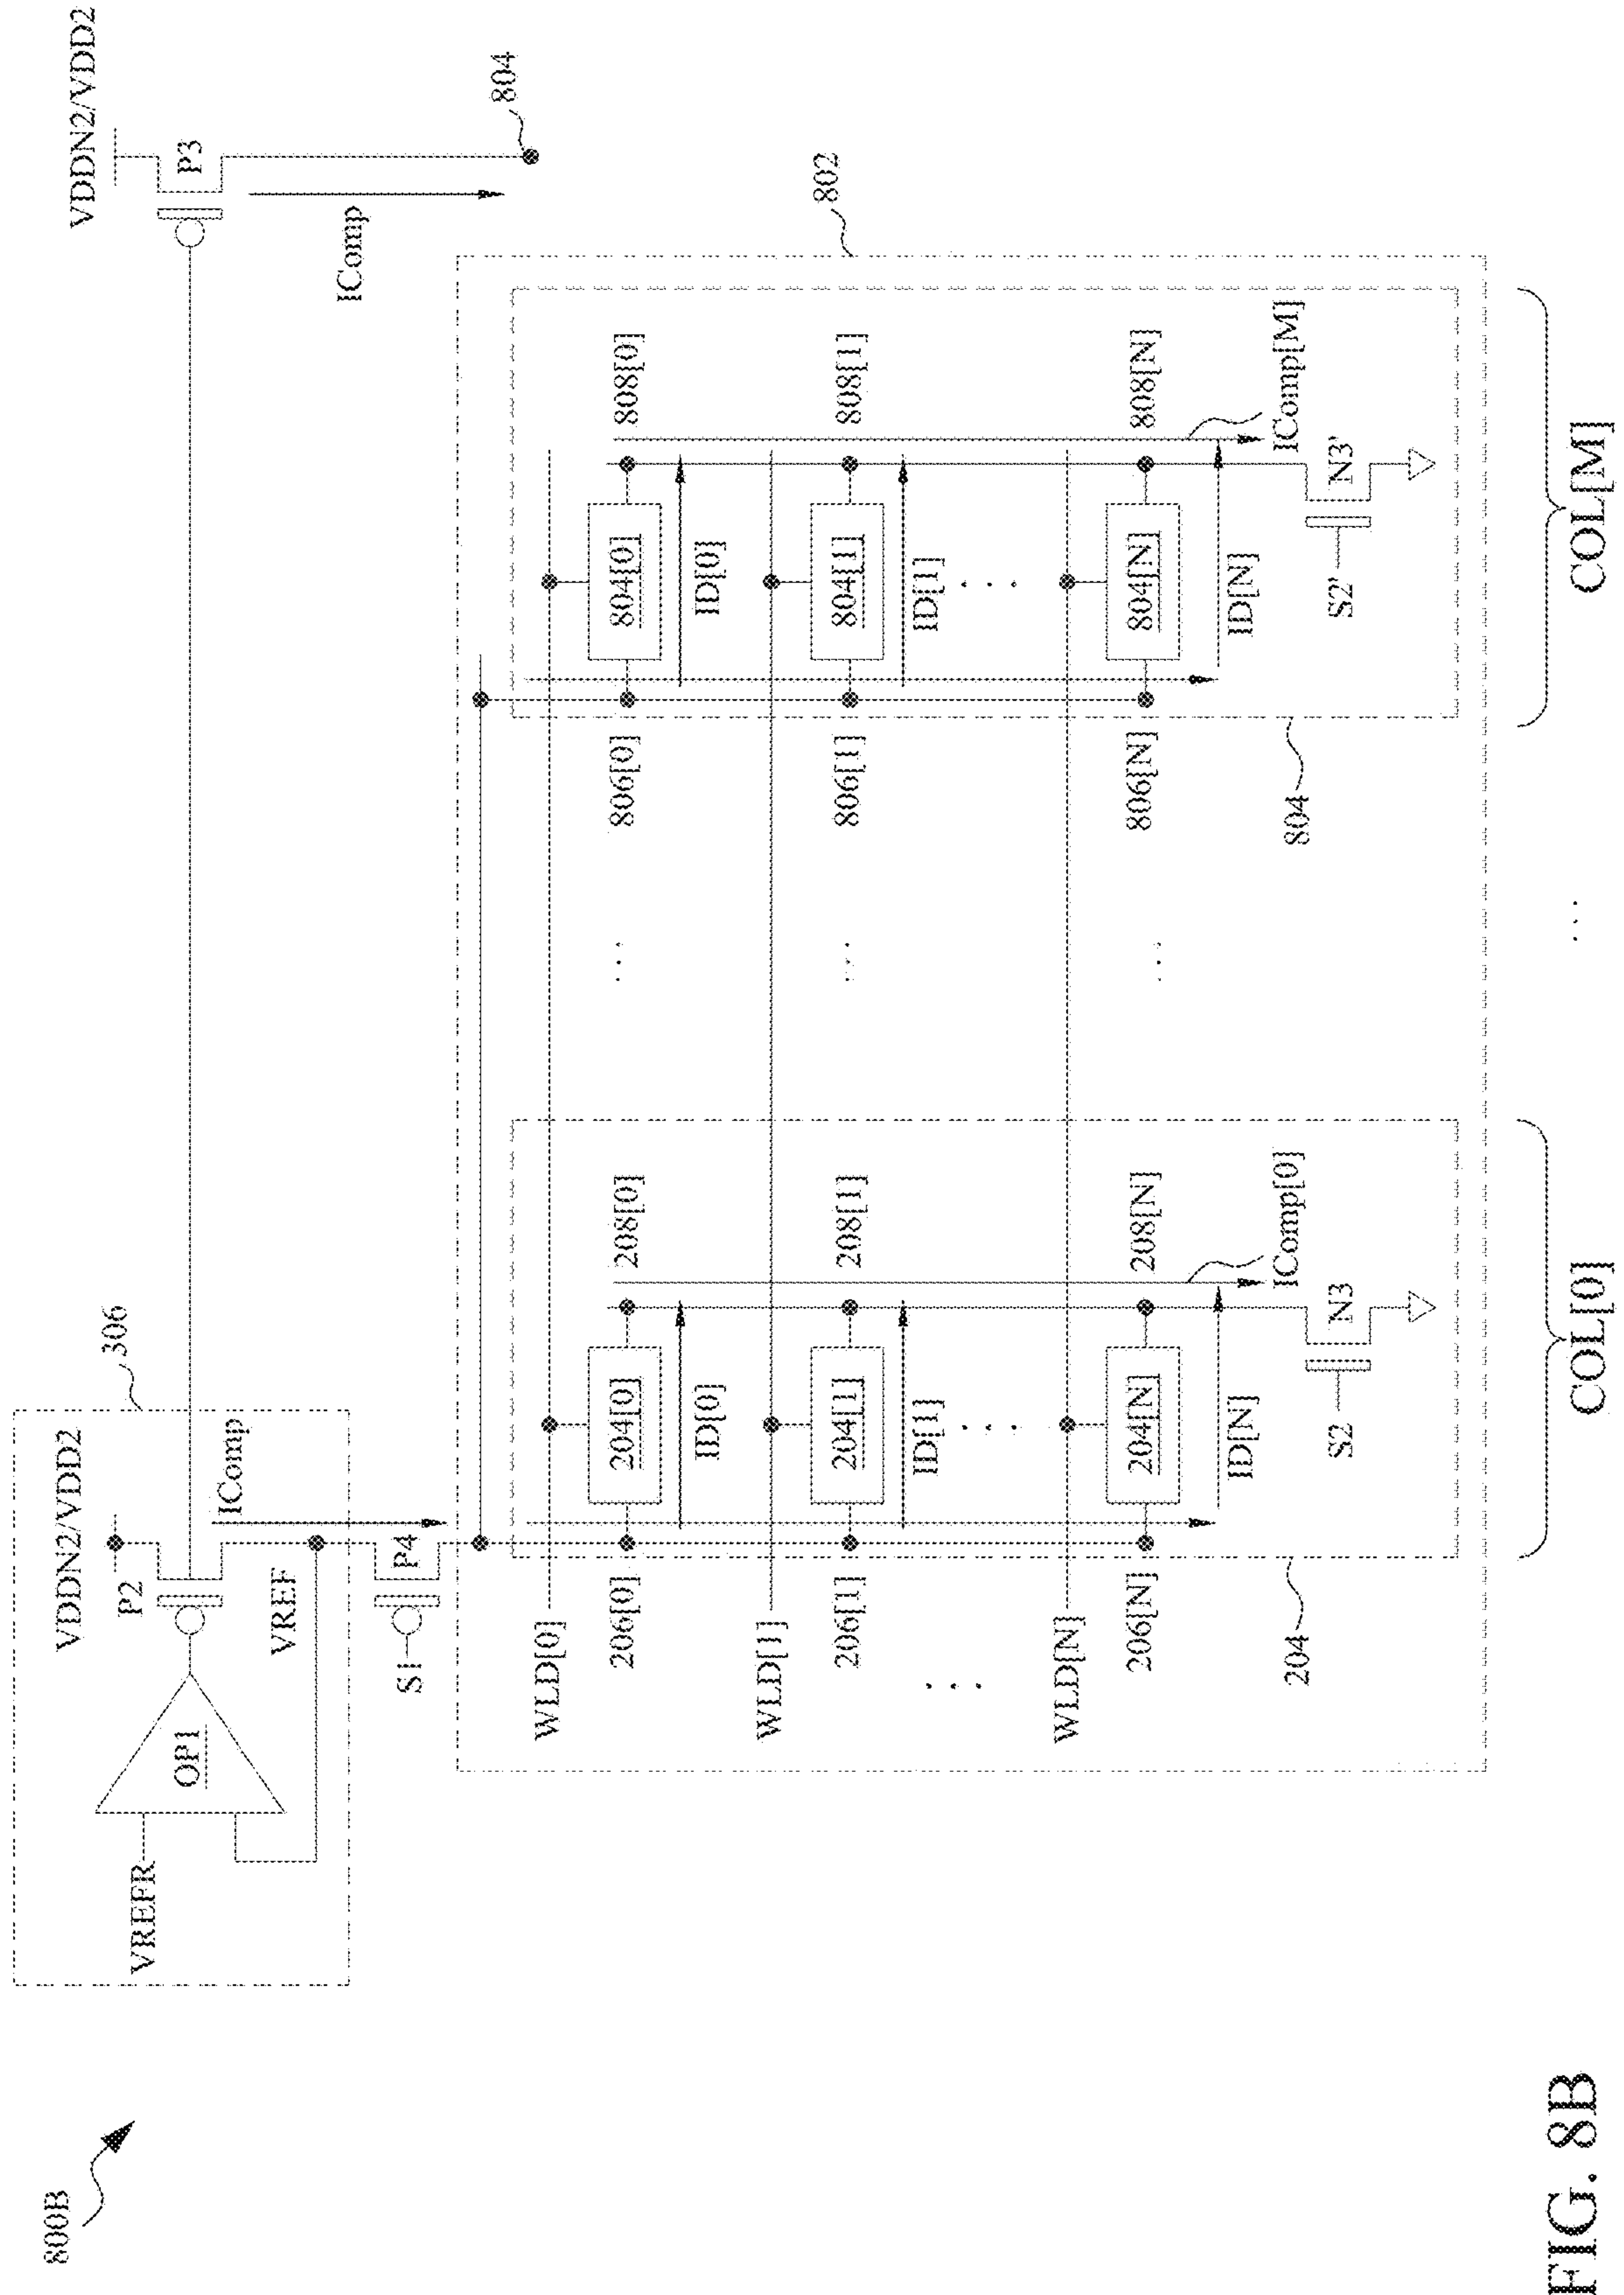 800B
306
VDDN2/VDD2
VDDN2/VDD2
P2
P3
OP1
VREFR
VREF
IComp
IComp
S1
P4
804
802
WLD[0]
206[0]
204[0]
208[0]
806[0]
804[0]
808[0]
ID[0]
ID[0]
WLD[1]
206[1]
204[1]
208[1]
806[1]
804[1]
808[1]
ID[1]
ID[1]
. . .
. . .
. . .
...
...
...
WLD[N]
206[N]
204[N]
208[N]
806[N]
804[N]
808[N]
ID[N]
ID[N]
204
IComp[0]
804
IComp[M]
S2
N3
S2'
N3'
COL[0]
...
COL[M]
FIG. 8B